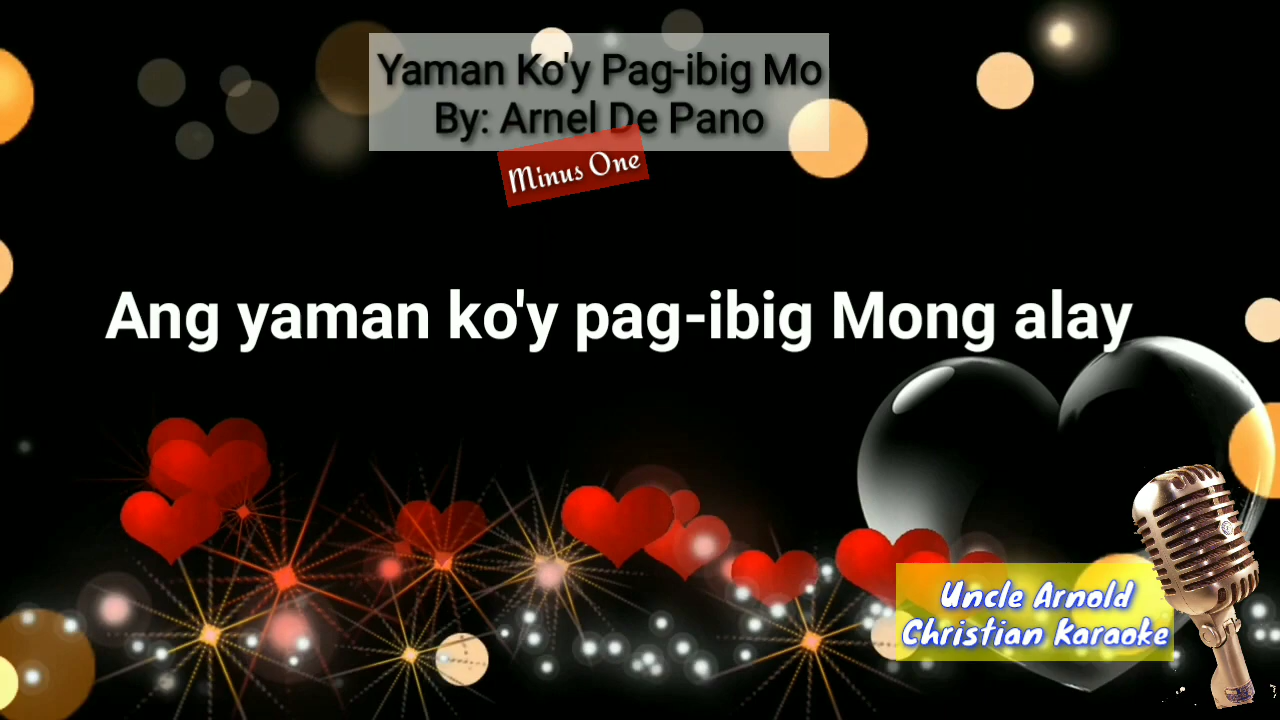 Yaman Ko'y Pag-ibig Mo
By: Arnel De Pano
Minus One
Ang yaman ko'y pag-ibig Mong alay
Uncle Arnold
Christian Karaoke